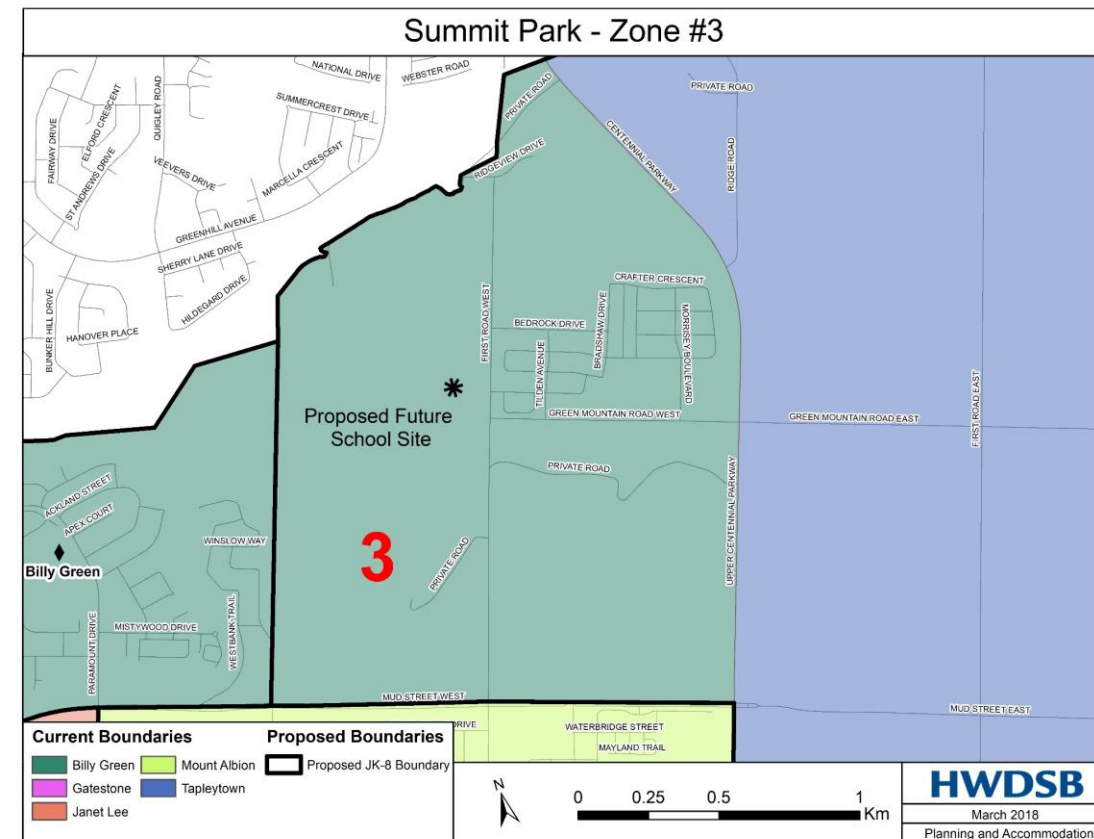 Summit Park - Zone #3
NATIONAL DRIVE
WEBSTER ROAD
PRIVATE ROAD
PRIVATE ROAD
FAIRWAY DRIVE
ELFORD CRESCENT
QUIGLEY ROAD
SUMMERCREST DRIVE
CENTENNIAL PARKWAY
RIDGE ROAD
ST ANDREWS DRIVE
VEEVERS DRIVE
MARCELLA CRESCENT
RIDGEVIEW DRIVE
GREENHILL AVENUE
SHERRY LANE DRIVE
HILDEGARD DRIVE
BUNKER HILL DRIVE
HANOVER PLACE
CRAFTER CRESCENT
FIRST ROAD WEST
BEDROCK DRIVE
BRADSHAW DRIVE
MORRISEY BOULEVARD
TILDEN AVENUE
FIRST ROAD EAST
Proposed Future
School Site
GREEN MOUNTAIN ROAD WEST
GREEN MOUNTAIN ROAD EAST
PRIVATE ROAD
ACKLAND STREET
APEX COURT
WINSLOW WAY
Billy Green
3
PRIVATE ROAD
UPPER CENTENNIAL PARKWAY
MISTYWOOD DRIVE
PARAMOUNT DRIVE
WESTBANK TRAIL
MUD STREET WEST
MUD STREET EAST
DRIVE
WATERBRIDGE STREET
MAYLAND TRAIL
Current Boundaries
Billy Green
Mount Albion
Gatestone
Tapleytown
Janet Lee
Proposed Boundaries
Proposed JK-8 Boundary
N
0 0.25 0.5 1
Km
HWDSB
March 2018
Planning and Accommodation